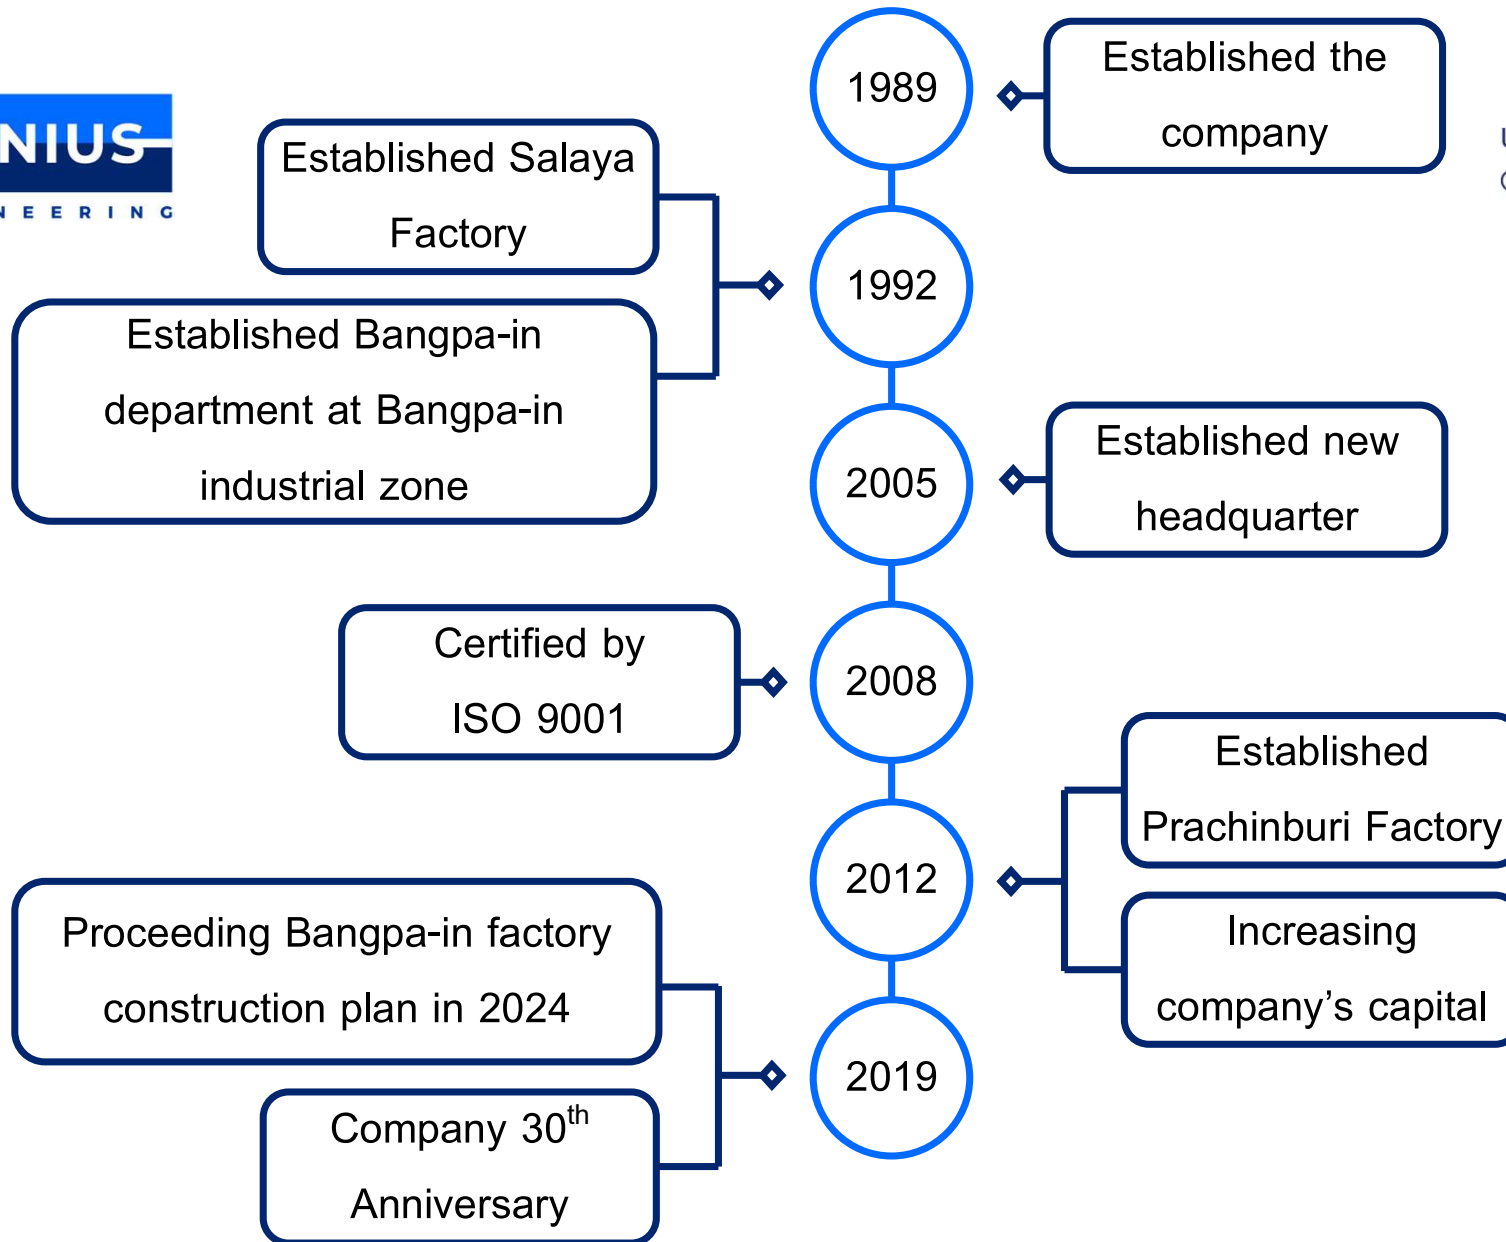 1989
Established the
company
NIUS
NEERING
Established Salaya
Factory
1992
Established Bangpa-in
department at Bangpa-in
industrial zone
2005
Established new
headquarter
Certified by
ISO 9001
2008
Established
Prachinburi Factory
2012
Increasing
company’s capital
Proceeding Bangpa-in factory
construction plan in 2024
2019
Company 30th
Anniversary